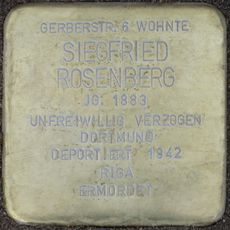 GERBERSTR. 6 WOHNTE
SIEGFRIED
ROSENBERG
JG. 1883
UNFREIWILLIG VERZOGEN
DORTMUND
DEPORTIERT 1942
RIGA
ERMORDET